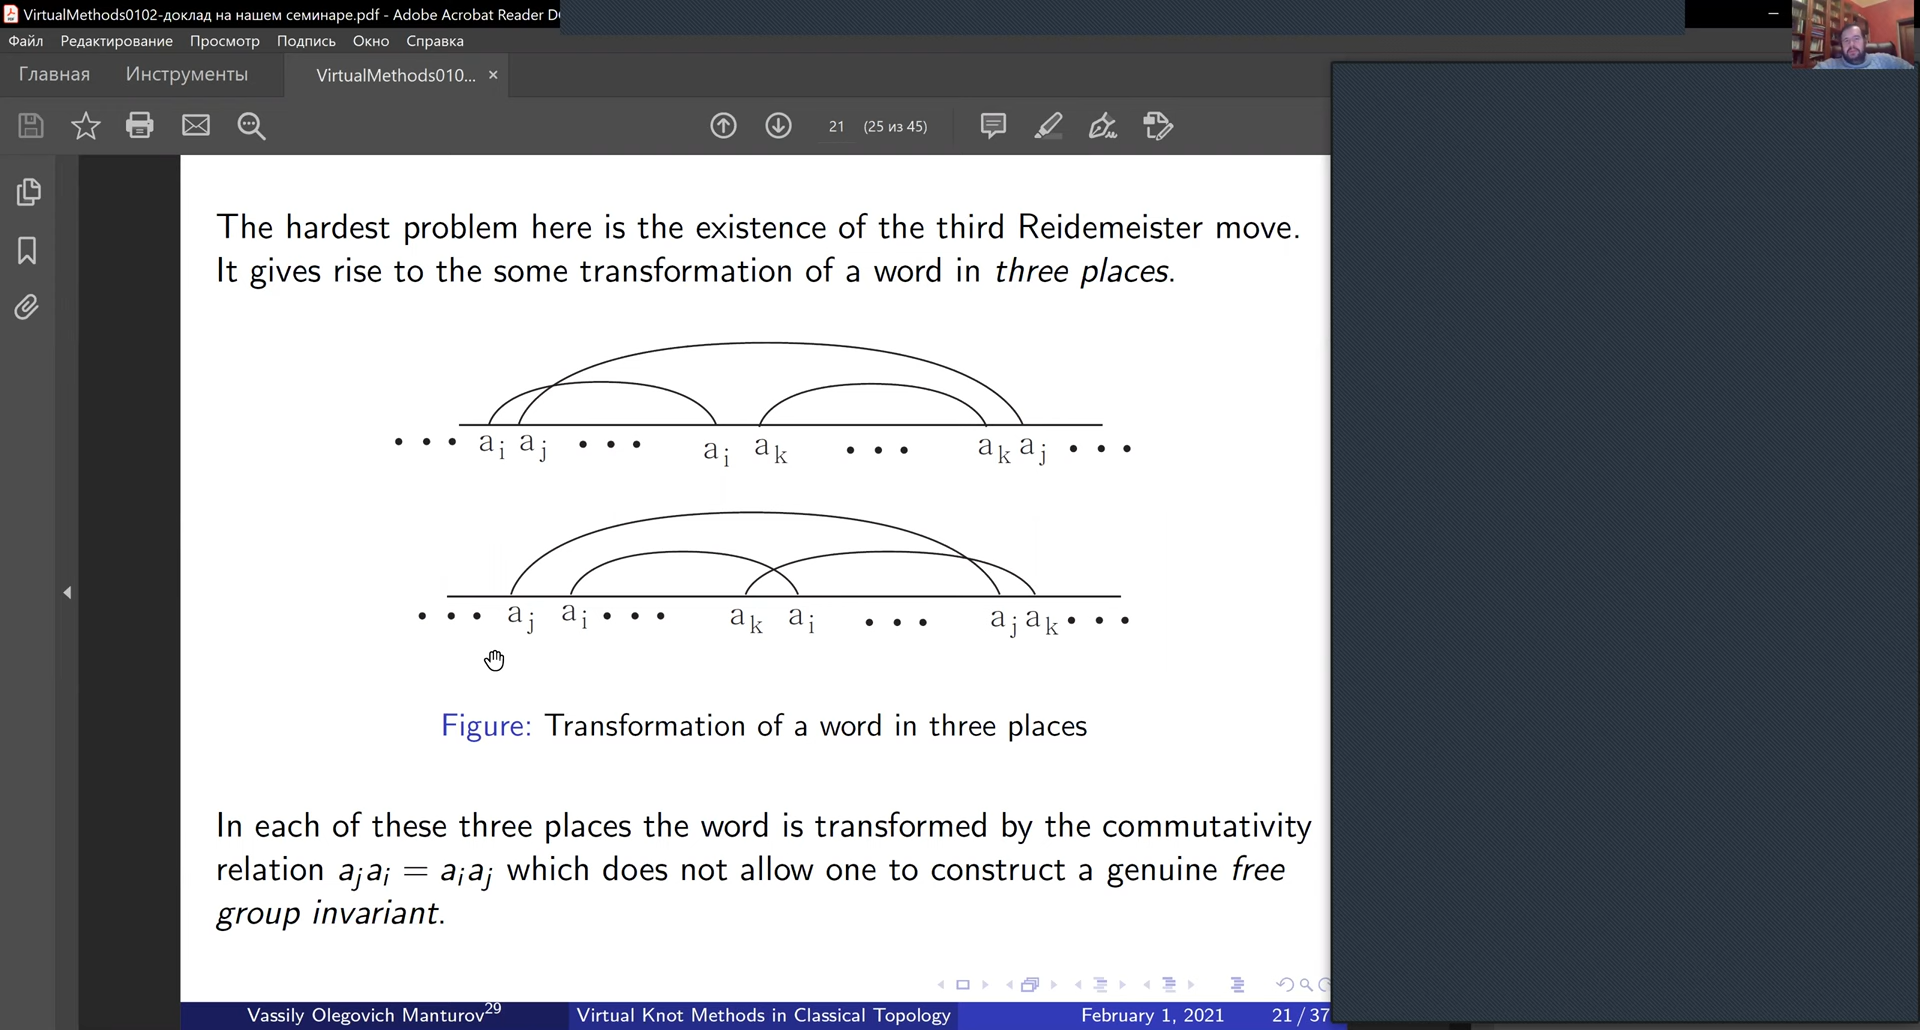 VirtualMethods0102-доклад на нашем семинаре.pdf - Adobe Acrobat Reader D
Файл Редактирование Просмотр Подпись Окно Справка
Главная Инструменты VirtualMethods010... ×
21 (25 из 45)
The hardest problem here is the existence of the third Reidemeister move.
It gives rise to the some transformation of a word in three places.
• • • a_i a_j • • • a_i a_k • • • a_k a_j • • •
• • • a_j a_i • • • a_k a_i • • • a_j a_k • • •
Figure: Transformation of a word in three places
In each of these three places the word is transformed by the commutativity
relation a_j a_i = a_i a_j which does not allow one to construct a genuine free
group invariant.
Vassily Olegovich Manturov²⁹ Virtual Knot Methods in Classical Topology February 1, 2021 21 / 37